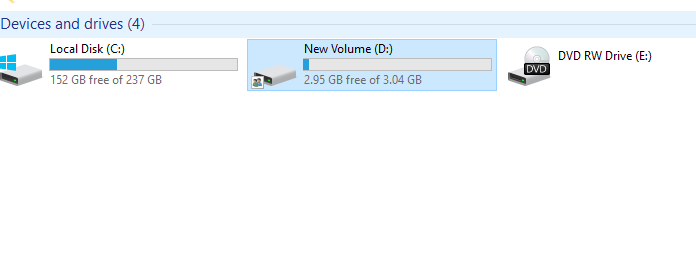 Devices and drives (4)
Local Disk (C:)
152 GB free of 237 GB
New Volume (D:)
2.95 GB free of 3.04 GB
DVD RW Drive (E:)
DVD